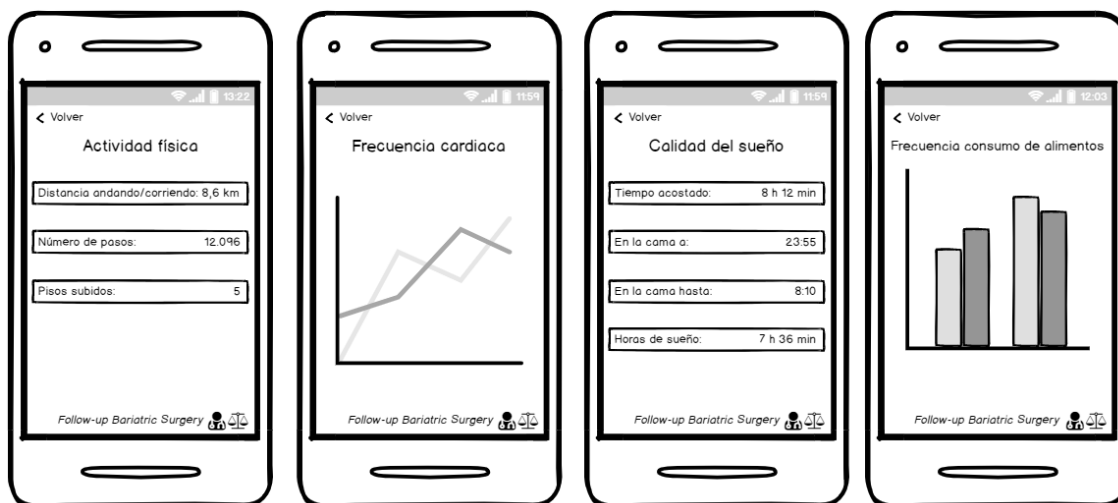 13:22
Volver
Actividad física
Distancia andando/corriendo: 8,6 km
Número de pasos: 12.096
Pisos subidos: 5
Follow-up Bariatric Surgery
11:59
Volver
Frecuencia cardiaca
Follow-up Bariatric Surgery
11:59
Volver
Calidad del sueño
Tiempo acostado: 8 h 12 min
En la cama a: 23:55
En la cama hasta: 8:10
Horas de sueño: 7 h 36 min
Follow-up Bariatric Surgery
12:03
Volver
Frecuencia consumo de alimentos
Follow-up Bariatric Surgery